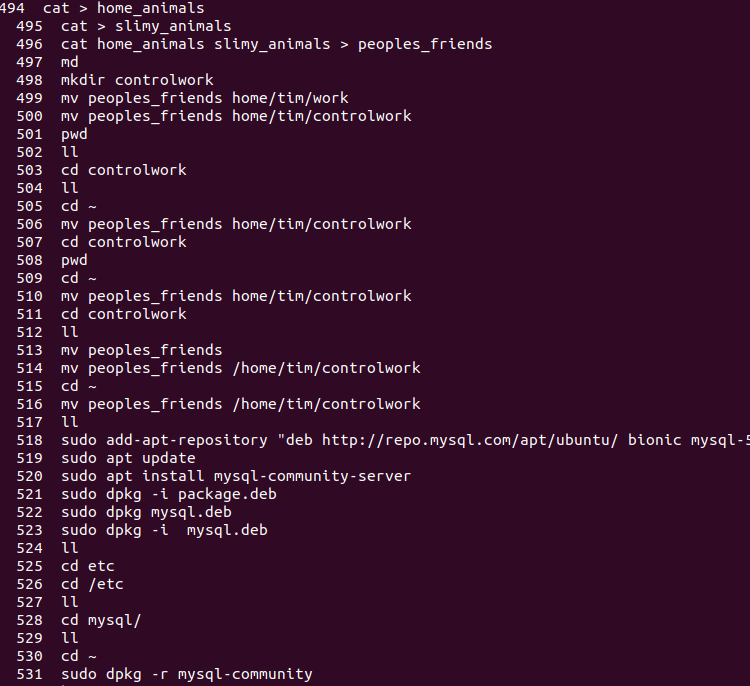 494 cat > home_animals
495 cat > slimy_animals
496 cat home_animals slimy_animals > peoples_friends
497 md
498 mkdir controlwork
499 mv peoples_friends home/tim/work
500 mv peoples_friends home/tim/controlwork
501 pwd
502 ll
503 cd controlwork
504 ll
505 cd ~
506 mv peoples_friends home/tim/controlwork
507 cd controlwork
508 pwd
509 cd ~
510 mv peoples_friends home/tim/controlwork
511 cd controlwork
512 ll
513 mv peoples_friends
514 mv peoples_friends /home/tim/controlwork
515 cd ~
516 mv peoples_friends /home/tim/controlwork
517 ll
518 sudo add-apt-repository "deb http://repo.mysql.com/apt/ubuntu/ bionic mysql-5
519 sudo apt update
520 sudo apt install mysql-community-server
521 sudo dpkg -i package.deb
522 sudo dpkg mysql.deb
523 sudo dpkg -i  mysql.deb
524 ll
525 cd etc
526 cd /etc
527 ll
528 cd mysql/
529 ll
530 cd ~
531 sudo dpkg -r mysql-community